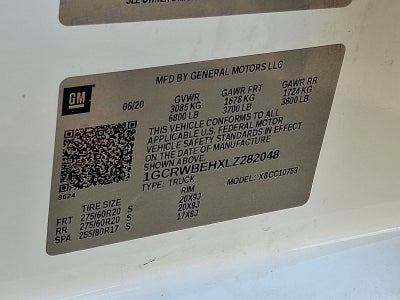 MFD BY GENERAL MOTORS LLC
GM
06/20 GVWR GAWR FRT GAWR RR
3085 KG 1678 KG 1724 KG
6800 LB 3700 LB 3800 LB
THIS VEHICLE CONFORMS TO ALL
APPLICABLE U.S. FEDERAL MOTOR
VEHICLE SAFETY STANDARDS IN EFFECT
ON THE DATE OF MANUFACTURE
SHOWN ABOVE.
1GCRWBEHXLZ282048
TYPE: TRUCK MODEL: X8CC10753
8624
TIRE SIZE RIM
FRT 275/60R20 S 20X9J
RR 275/60R20 S 20X9J
SPA 255/80R17 S 17X8J